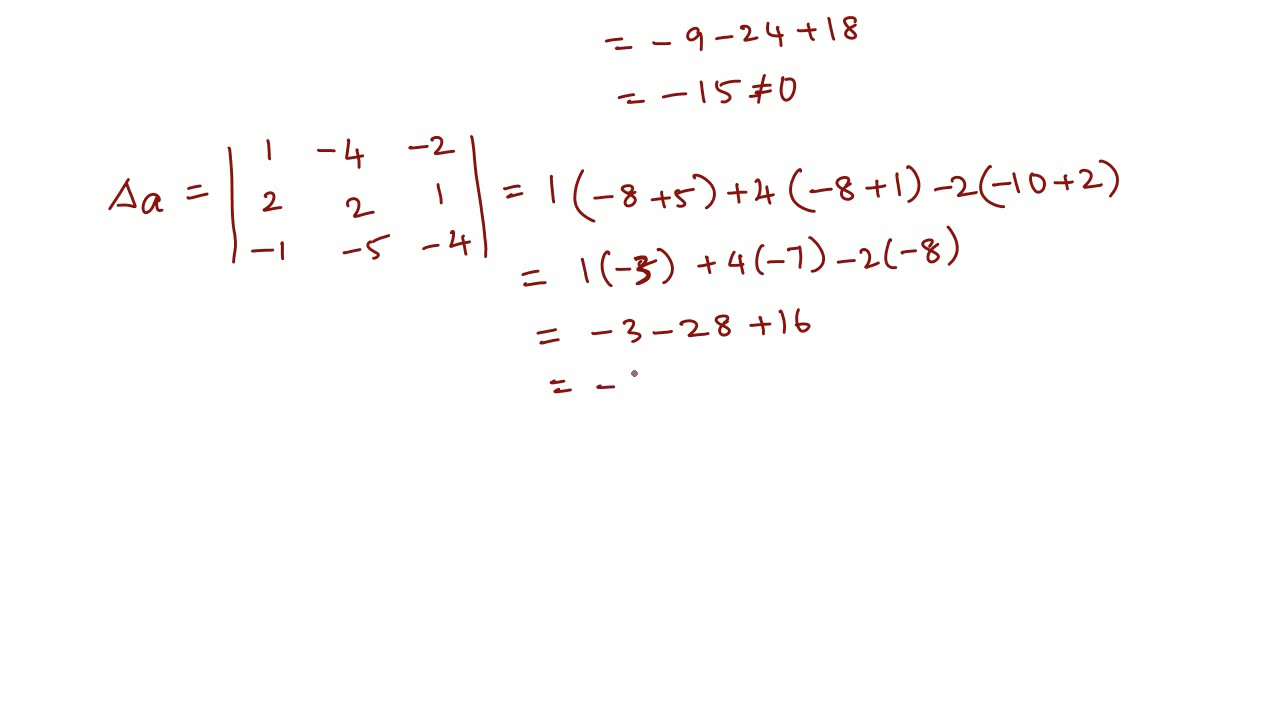 = -9-24+18
= -15≠0
Δa = | 1 -4 -2 | = 1(-8+5)+4(-8+1)-2(-10+2)
| 2 2 1 |
| -1 -5 -4 |
= 1(-3) +4(-7)-2(-8)
= -3-28+16
= -